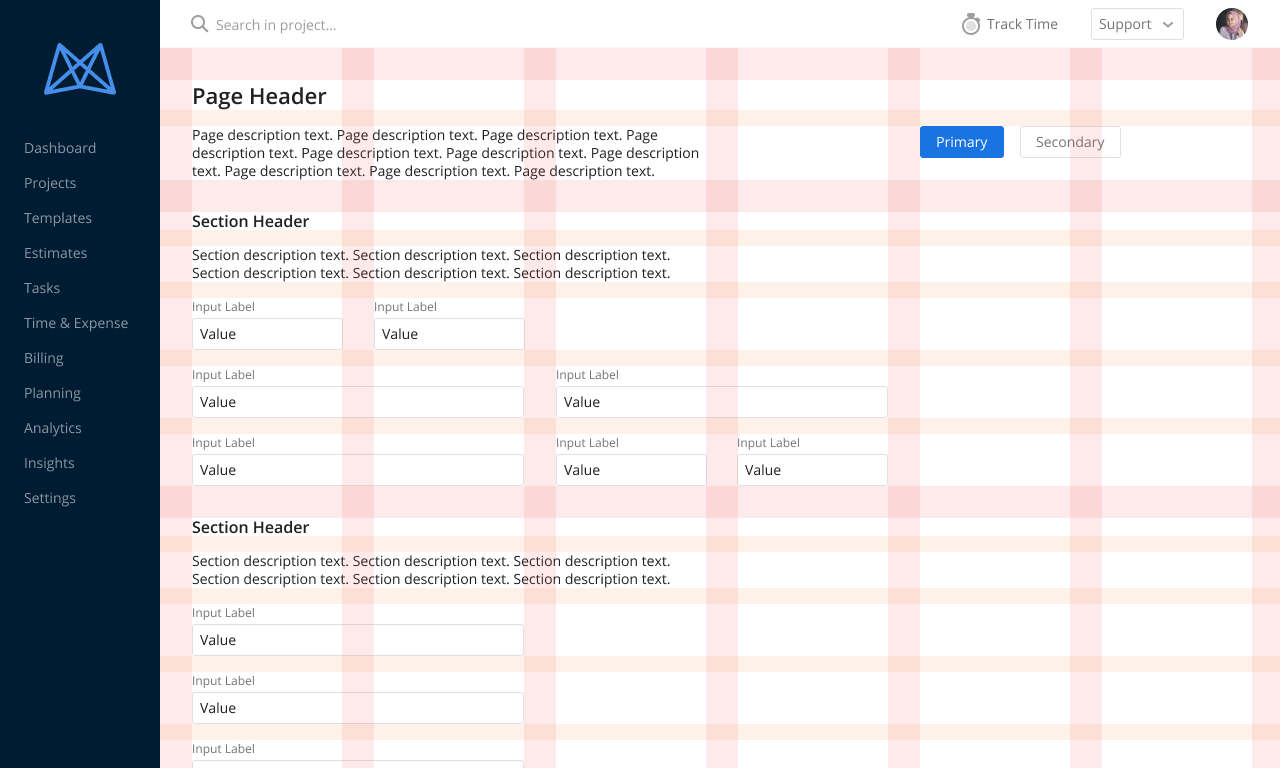 Search in project...
Track Time
Support
Dashboard
Projects
Templates
Estimates
Tasks
Time & Expense
Billing
Planning
Analytics
Insights
Settings
Page Header
Page description text. Page description text. Page description text. Page
description text. Page description text. Page description text. Page description
text. Page description text. Page description text. Page description text.
Primary
Secondary
Section Header
Section description text. Section description text. Section description text.
Section description text. Section description text. Section description text.
Input Label
Input Label
Value
Value
Input Label
Input Label
Value
Value
Input Label
Input Label
Input Label
Value
Value
Value
Section Header
Section description text. Section description text. Section description text.
Section description text. Section description text. Section description text.
Input Label
Value
Input Label
Value
Input Label